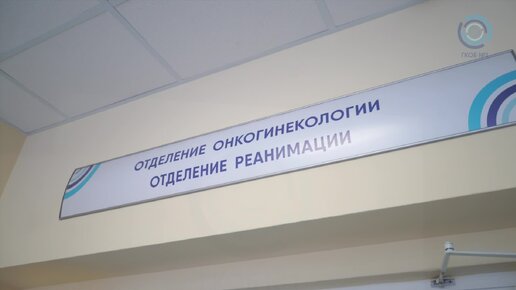 ОТДЕЛЕНИЕ ОНКОГИНЕКОЛОГИИ
ОТДЕЛЕНИЕ РЕАНИМАЦИИ